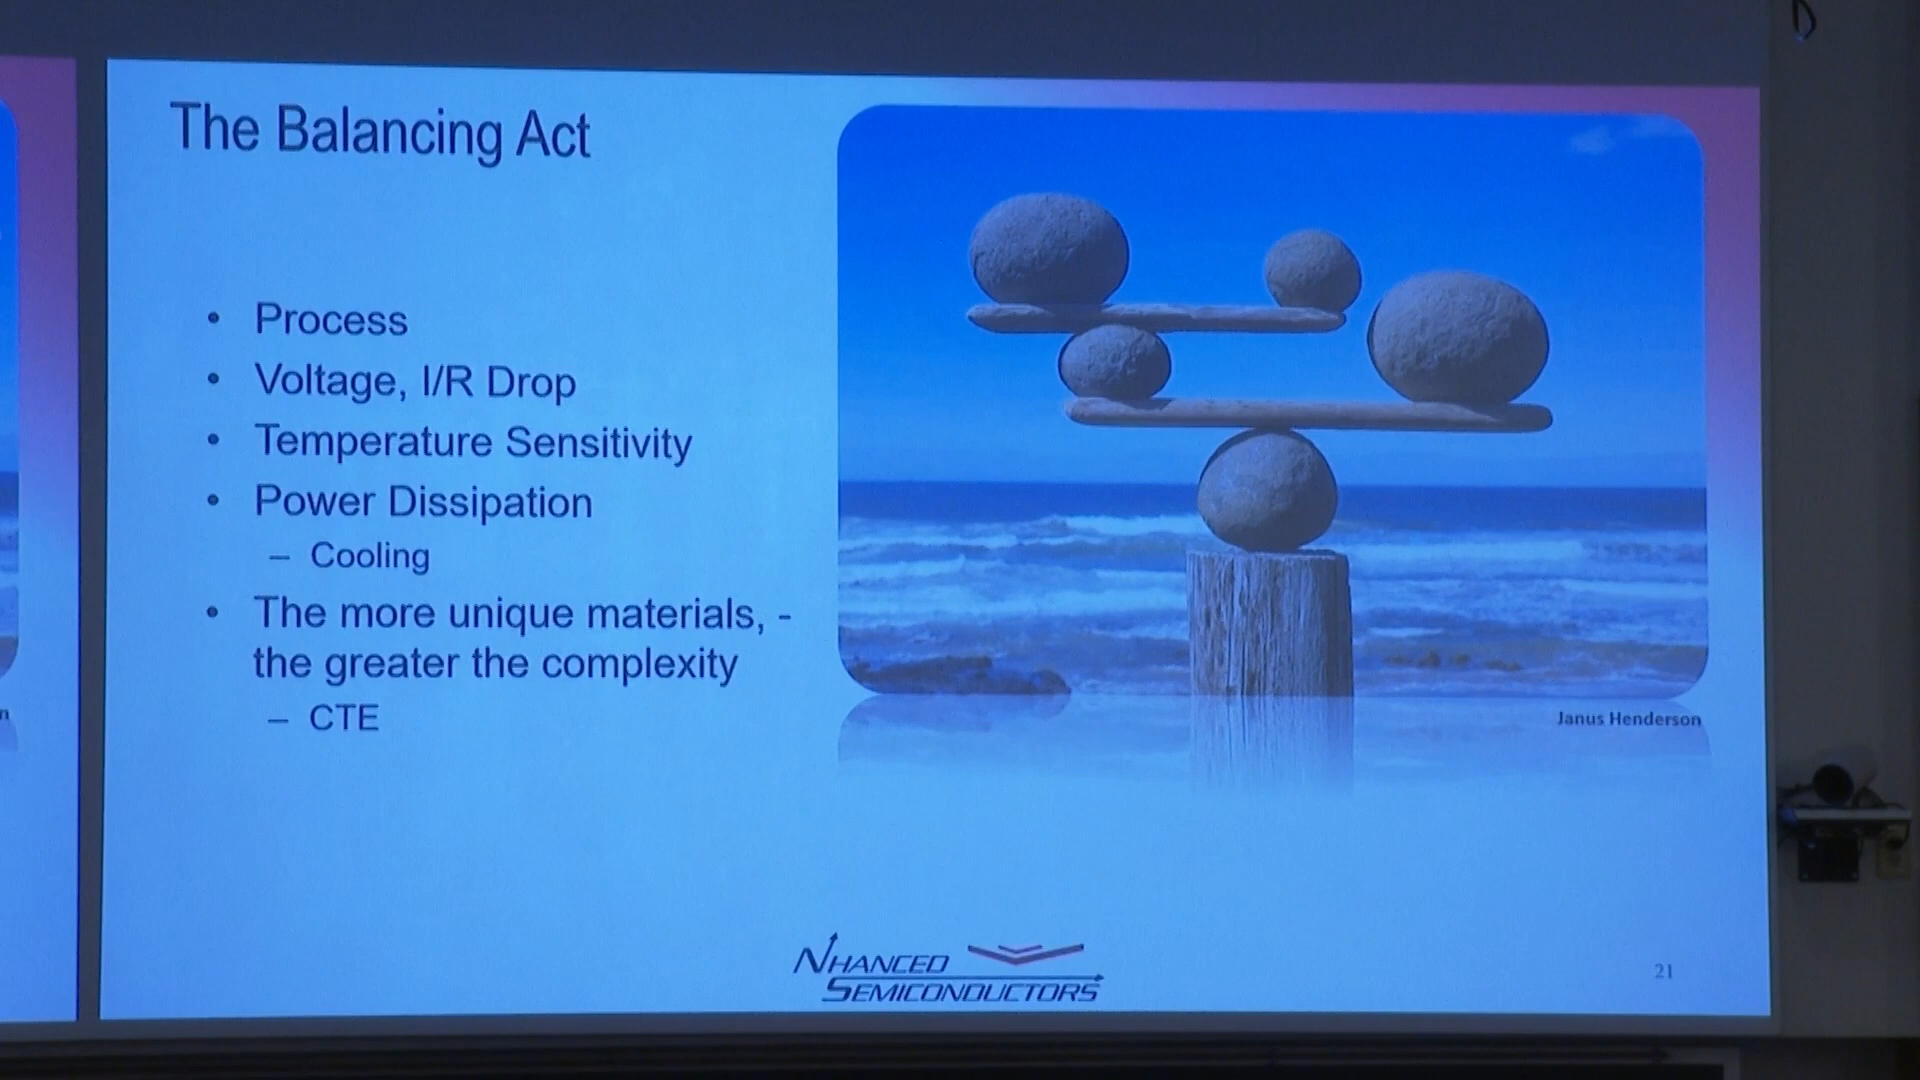 The Balancing Act
• Process
• Voltage, I/R Drop
• Temperature Sensitivity
• Power Dissipation
– Cooling
• The more unique materials, -
the greater the complexity
– CTE
Janus Henderson
NHANCED
SEMICONDUCTORS
21